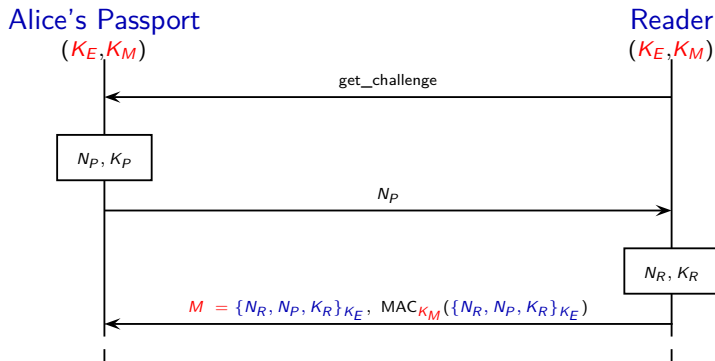 Alice's Passport Reader
(K_E,K_M) (K_E,K_M)
get_challenge
N_P, K_P
N_P
N_R, K_R
M = {N_R, N_P, K_R}_{K_E}, MAC_{K_M}({N_R, N_P, K_R}_{K_E})